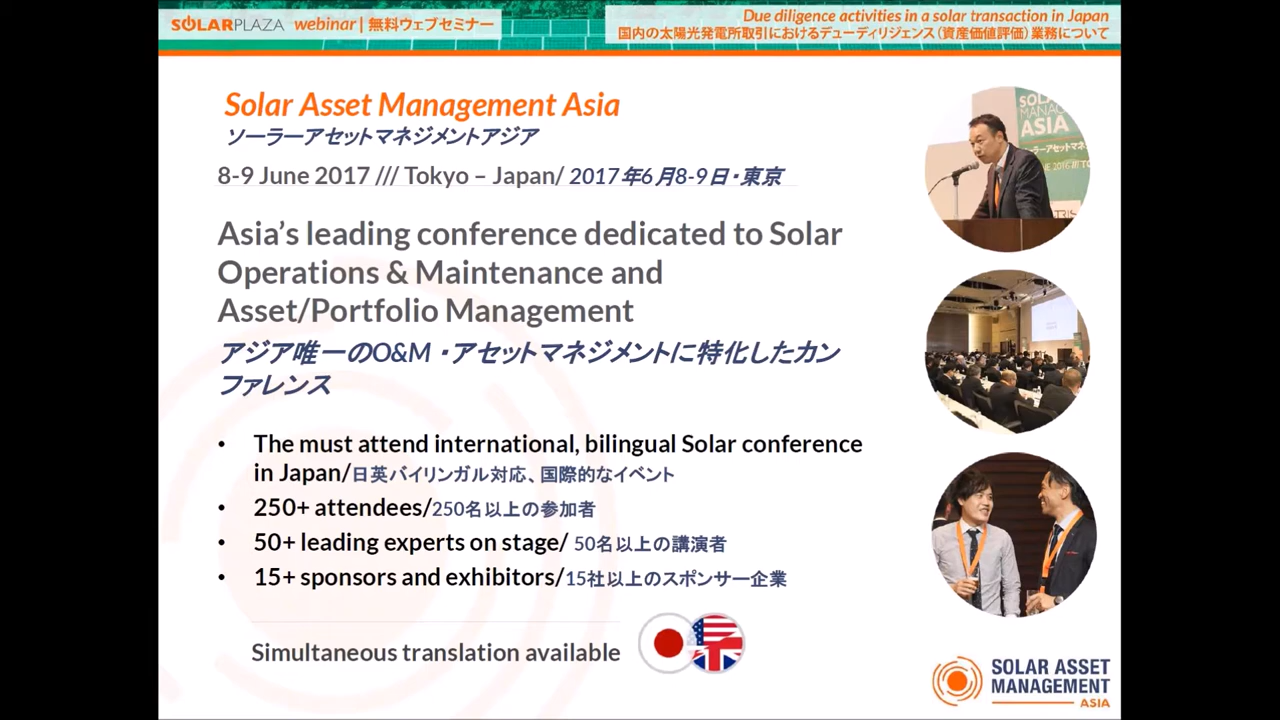 SOLARPLAZA webinar | 無料ウェブセミナー
Due diligence activities in a solar transaction in Japan
国内の太陽光発電所取引におけるデューディリジェンス(資産価値評価)業務について
Solar Asset Management Asia
ソーラーアセットマネジメントアジア
8-9 June 2017 /// Tokyo – Japan/ 2017年6月8-9日・東京
Asia's leading conference dedicated to Solar
Operations & Maintenance and
Asset/Portfolio Management
アジア唯一のO&M・アセットマネジメントに特化したカン
ファレンス
• The must attend international, bilingual Solar conference
in Japan/日英バイリンガル対応、国際的なイベント
• 250+ attendees/250名以上の参加者
• 50+ leading experts on stage/ 50名以上の講演者
• 15+ sponsors and exhibitors/15社以上のスポンサー企業
Simultaneous translation available
ASIA
SOLAR ASSET
MANAGEMENT
ASIA